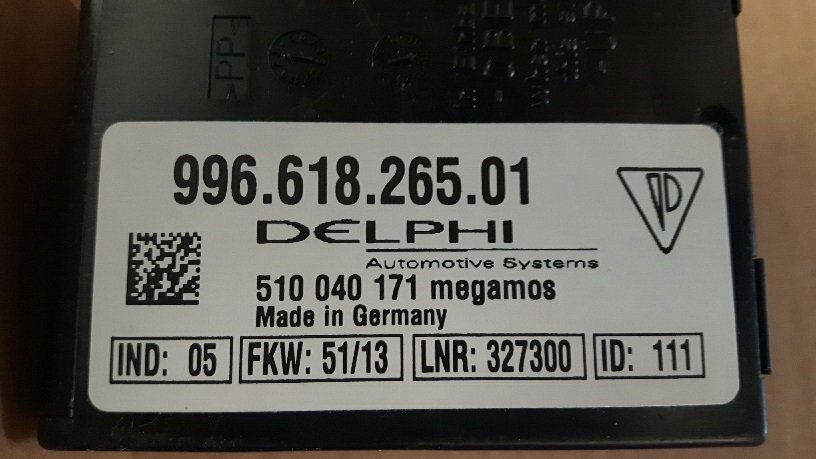 >PP<
996.618.265.01
DELPHI
Automotive Systems
510 040 171 megamos
Made in Germany
IND: 05 FKW: 51/13 LNR: 327300 ID: 111